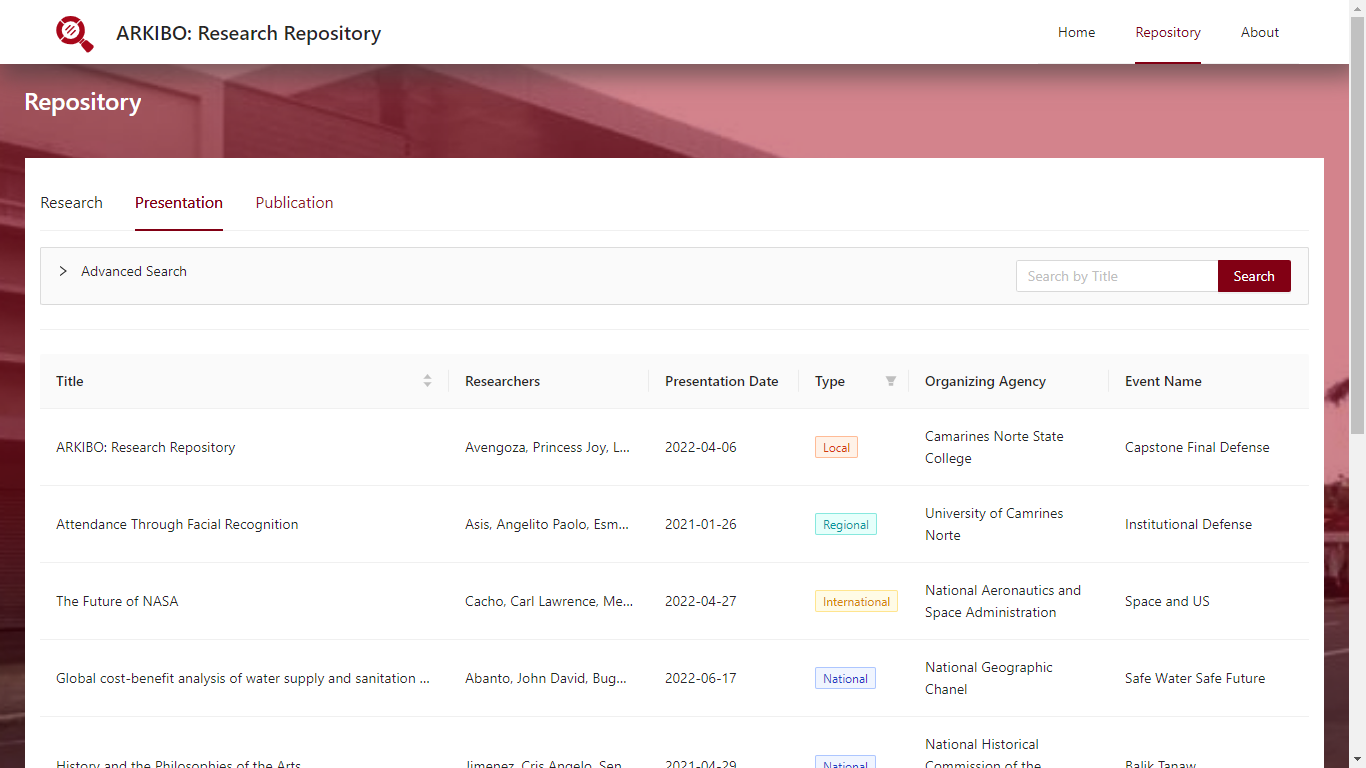 ARKIBO: Research Repository
Home Repository About
Repository
Research Presentation Publication
Advanced Search
Search by Title Search
Title Researchers Presentation Date Type Organizing Agency Event Name
ARKIBO: Research Repository Avengoza, Princess Joy, L... 2022-04-06 Local Camarines Norte State
College Capstone Final Defense
Attendance Through Facial Recognition Asis, Angelito Paolo, Esm... 2021-01-26 Regional University of Camrines
Norte Institutional Defense
The Future of NASA Cacho, Carl Lawrence, Me... 2022-04-27 International National Aeronautics and
Space Administration Space and US
Global cost-benefit analysis of water supply and sanitation ... Abanto, John David, Bug... 2022-06-17 National National Geographic
Chanel Safe Water Safe Future
History and the Philosophies of the Arts Jimenez, Cris Angelo, Sen... 2021-04-29 National National Historical
Commission of the Balik Tanaw